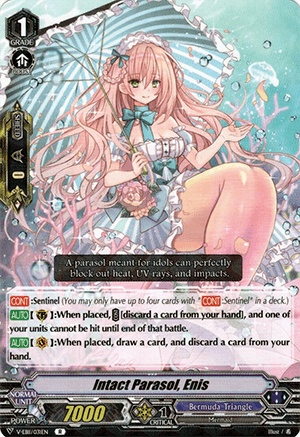 1
GRADE
A parasol meant for idols can perfectly
block out heat, UV rays, and impacts.
CONT :Sentinel (You may only have up to four cards with "CONT :Sentinel" in a deck.)
AUTO :When placed, [discard a card from your hand], and one of
your units cannot be hit until end of that battle.
AUTO :When placed, draw a card, and discard a card from your
hand.
Intact Parasol, Enis
NORMAL
UNIT
POWER
7000
1
CRITICAL
Bermuda Triangle
Mermaid
R